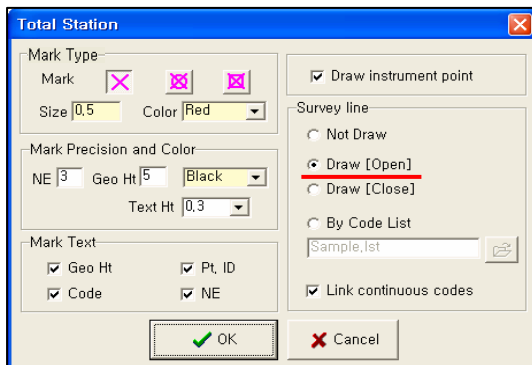 Total Station
Mark Type
Mark
Size 0,5 Color Red
Mark Precision and Color
NE 3 Geo Ht 5 Black
Text Ht 0,3
Mark Text
Geo Ht Pt, ID
Code NE
Draw instrument point
Survey line
Not Draw
Draw [Open]
Draw [Close]
By Code List
Sample,lst
Link continuous codes
OK Cancel